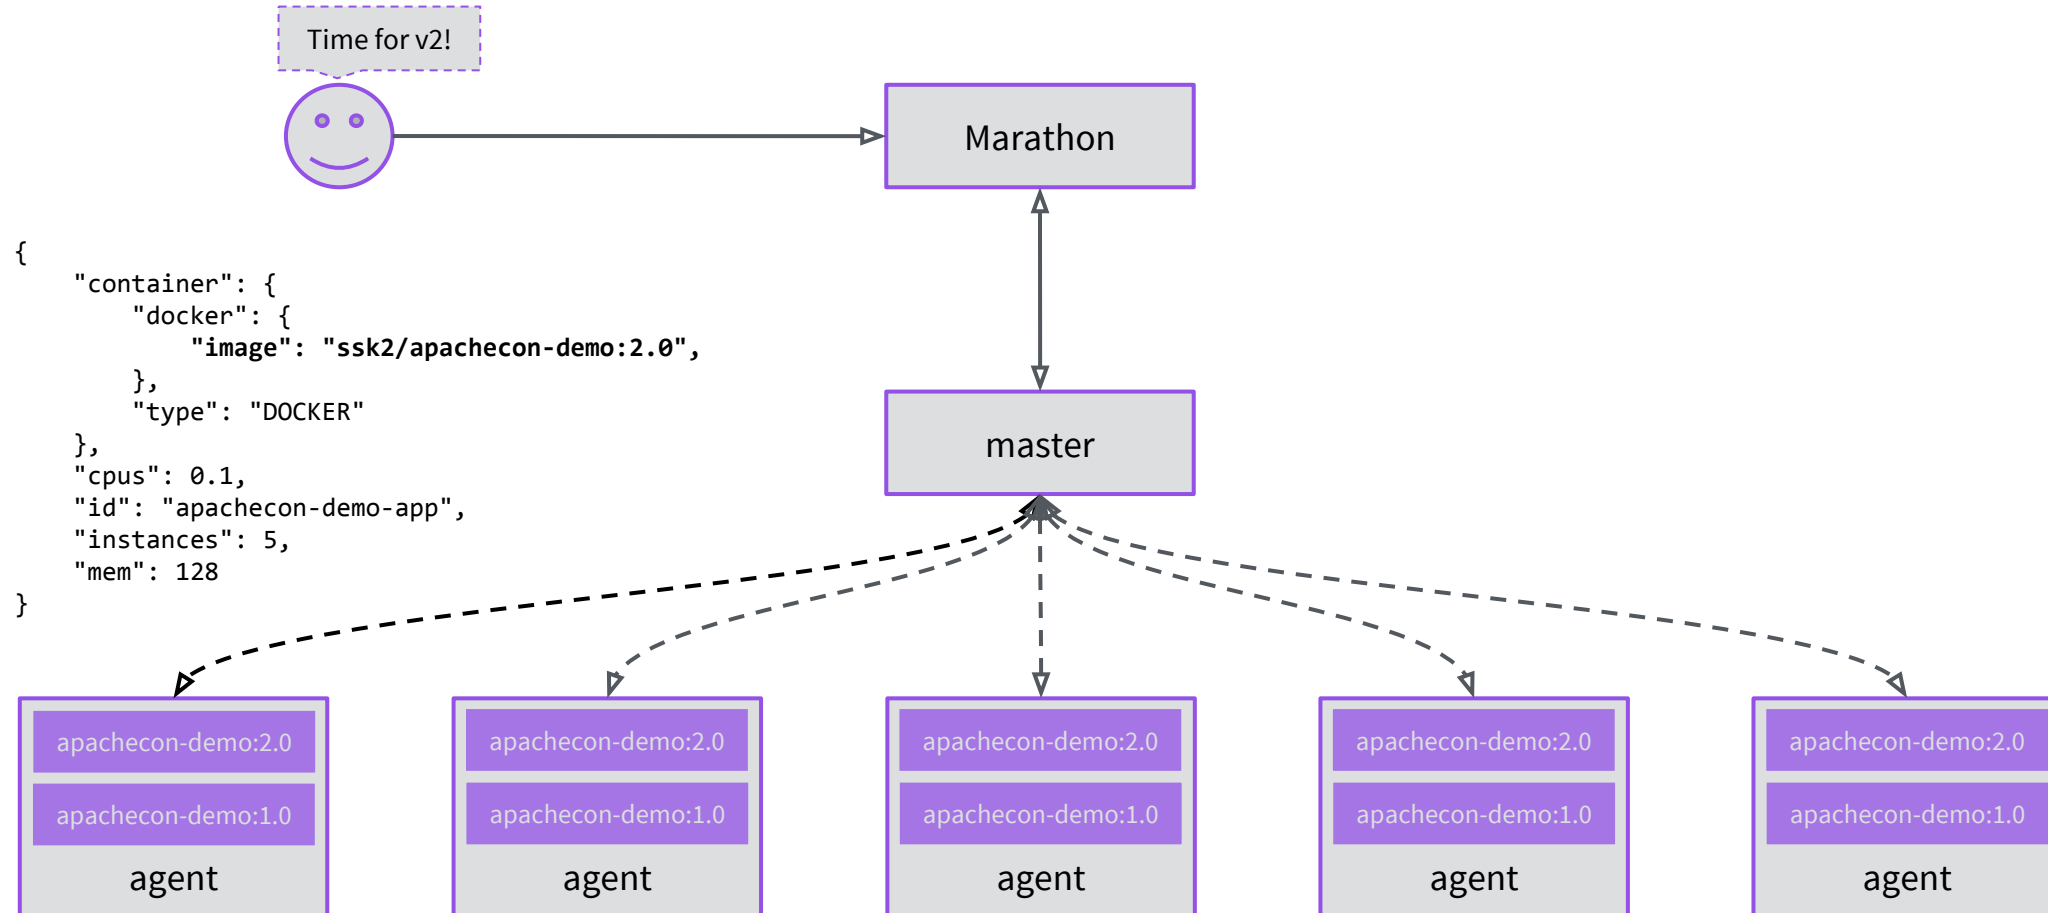 Time for v2!
Marathon
{
    "container": {
        "docker": {
            "image": "ssk2/apachecon-demo:2.0",
        },
        "type": "DOCKER"
    },
    "cpus": 0.1,
    "id": "apachecon-demo-app",
    "instances": 5,
    "mem": 128
}
master
apachecon-demo:2.0
apachecon-demo:1.0
agent
apachecon-demo:2.0
apachecon-demo:1.0
agent
apachecon-demo:2.0
apachecon-demo:1.0
agent
apachecon-demo:2.0
apachecon-demo:1.0
agent
apachecon-demo:2.0
apachecon-demo:1.0
agent